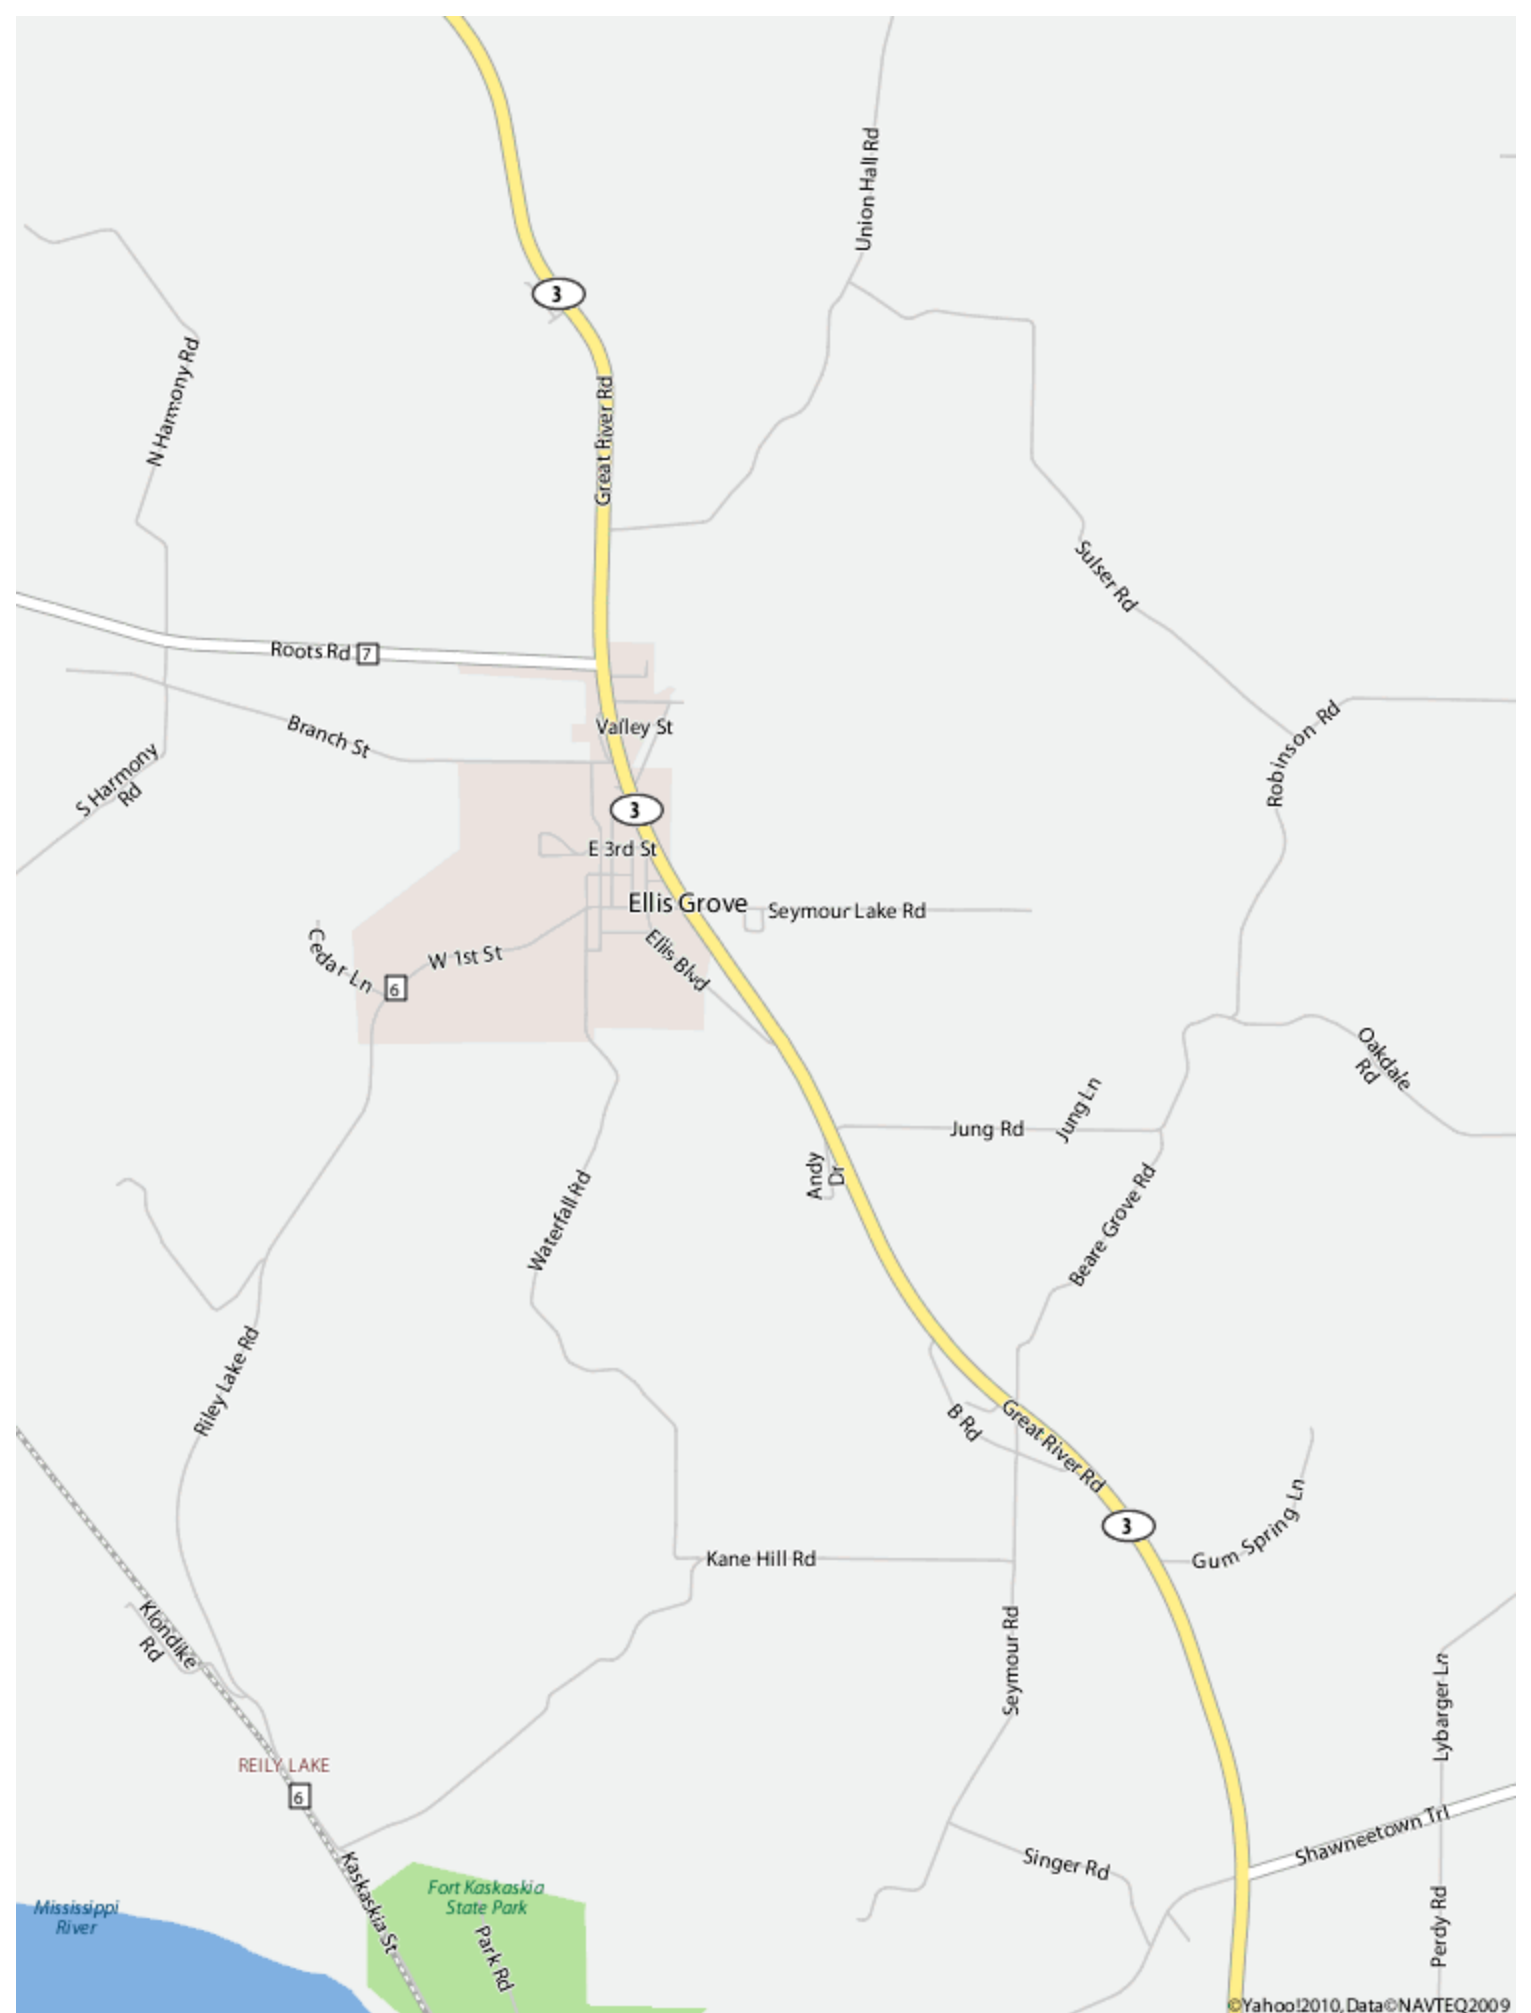 Union Hall Rd
3
N Harmony Rd
Great River Rd
Sulser Rd
Roots Rd 7
Branch St
Valley St
Robinson Rd
S Harmony
Rd
3
E 3rd St
Ellis Grove
Seymour Lake Rd
Cedar Ln
W 1st St
Ellis Blvd
6
Oakdale
Rd
Jung Rd
Jung Ln
Andy
Dr
Waterfall Rd
Beare Grove Rd
Riley Lake Rd
B Rd
Great River Rd
3
Gum Spring Ln
Kane Hill Rd
Klondike
Rd
Seymour Rd
Lybarger Ln
REILY LAKE
6
Shawneetown Trl
Singer Rd
Kaskaskia St
Fort Kaskaskia
State Park
Mississippi
River
Park Rd
Perdy Rd
©Yahoo!2010,Data©NAVTEQ2009